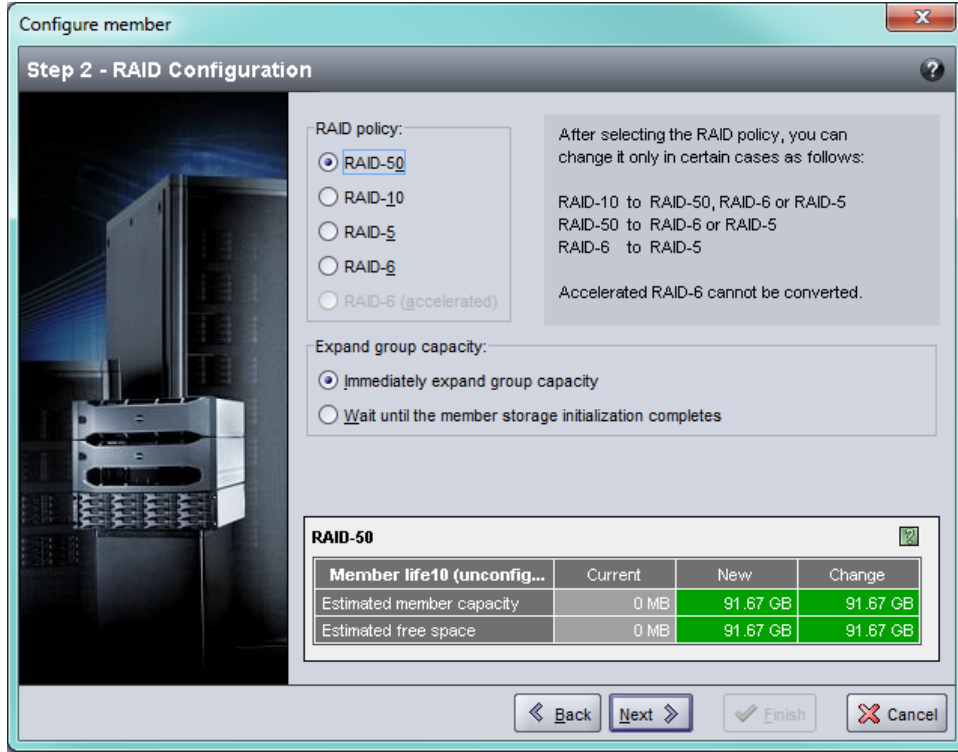 Configure member
Step 2 - RAID Configuration
RAID policy:
RAID-50
RAID-10
RAID-5
RAID-6
RAID-6 (accelerated)
After selecting the RAID policy, you can
change it only in certain cases as follows:
RAID-10 to RAID-50, RAID-6 or RAID-5
RAID-50 to RAID-6 or RAID-5
RAID-6 to RAID-5
Accelerated RAID-6 cannot be converted.
Expand group capacity:
Immediately expand group capacity
Wait until the member storage initialization completes
RAID-50
Member life10 (unconfig... Current New Change
Estimated member capacity 0 MB 91.67 GB 91.67 GB
Estimated free space 0 MB 91.67 GB 91.67 GB
Back Next Finish Cancel